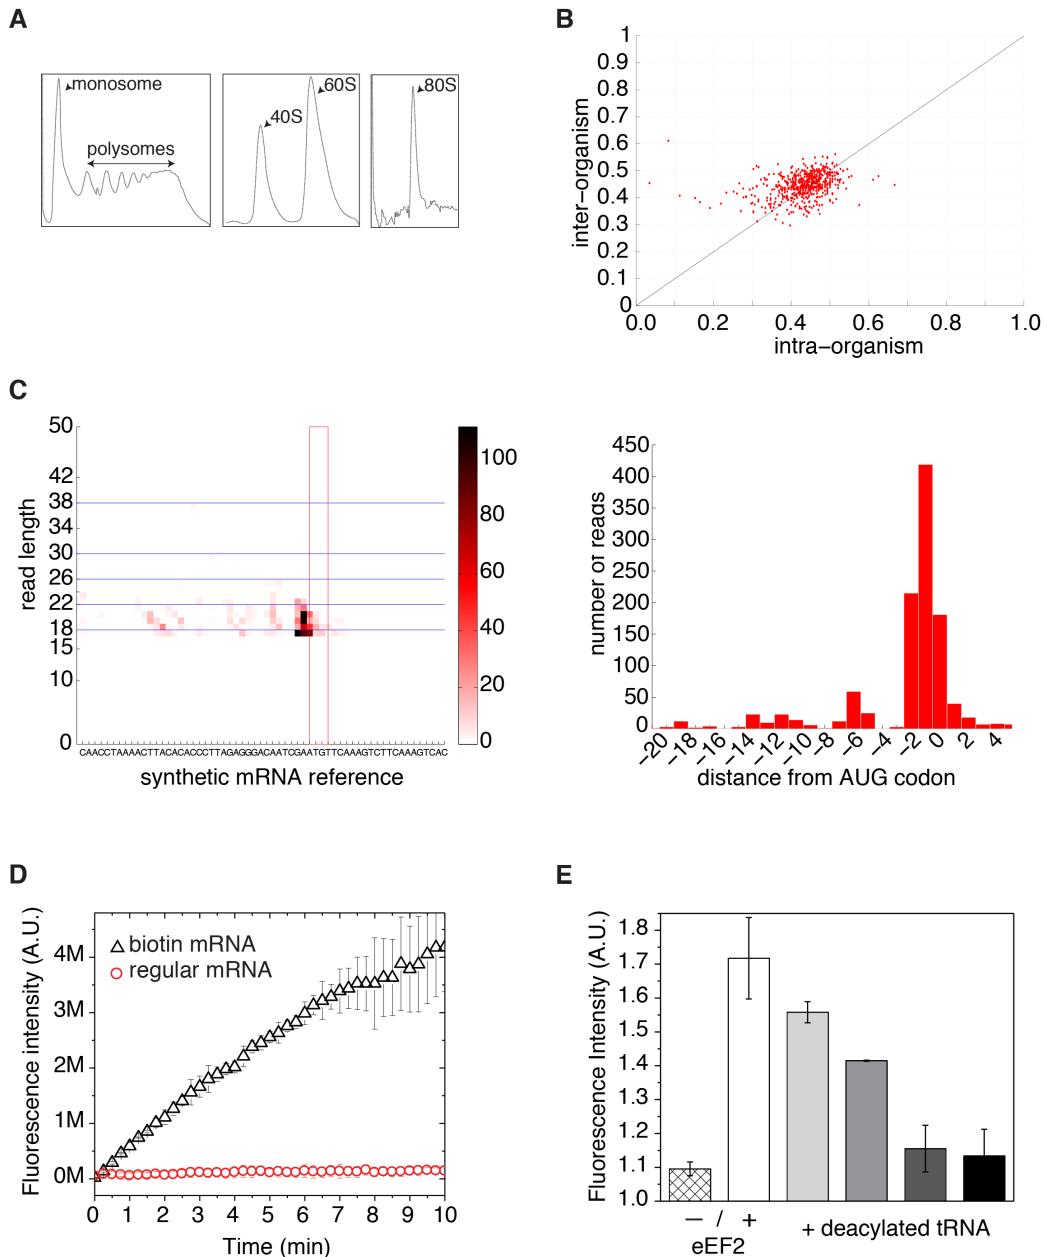 A
monosome
polysomes
40S
60S
80S
B
1
0.9
0.8
0.7
0.6
0.5
0.4
0.3
0.2
0.1
0
inter−organism
0.0 0.2 0.4 0.6 0.8 1.0
intra−organism
C
50
42
38
34
30
26
22
18
15
10
0
read length
100
80
60
40
20
0
CAACCTAAAACTTACACACCCTTAGAGGGACAATCGAATGTTCAAAGTCTTCAAAGTCAC
synthetic mRNA reference
450
400
350
300
250
200
150
100
50
0
number of reads
−20 −18 −16 −14 −12 −10 −8 −6 −4 −2 0 2 4
distance from AUG codon
D
4M
3M
2M
1M
0M
Fluorescence intensity (A.U.)
biotin mRNA
regular mRNA
0 1 2 3 4 5 6 7 8 9 10
Time (min)
E
1.8
1.7
1.6
1.5
1.4
1.3
1.2
1.1
1.0
Fluorescence Intensity (A.U.)
− / +
eEF2
+ deacylated tRNA